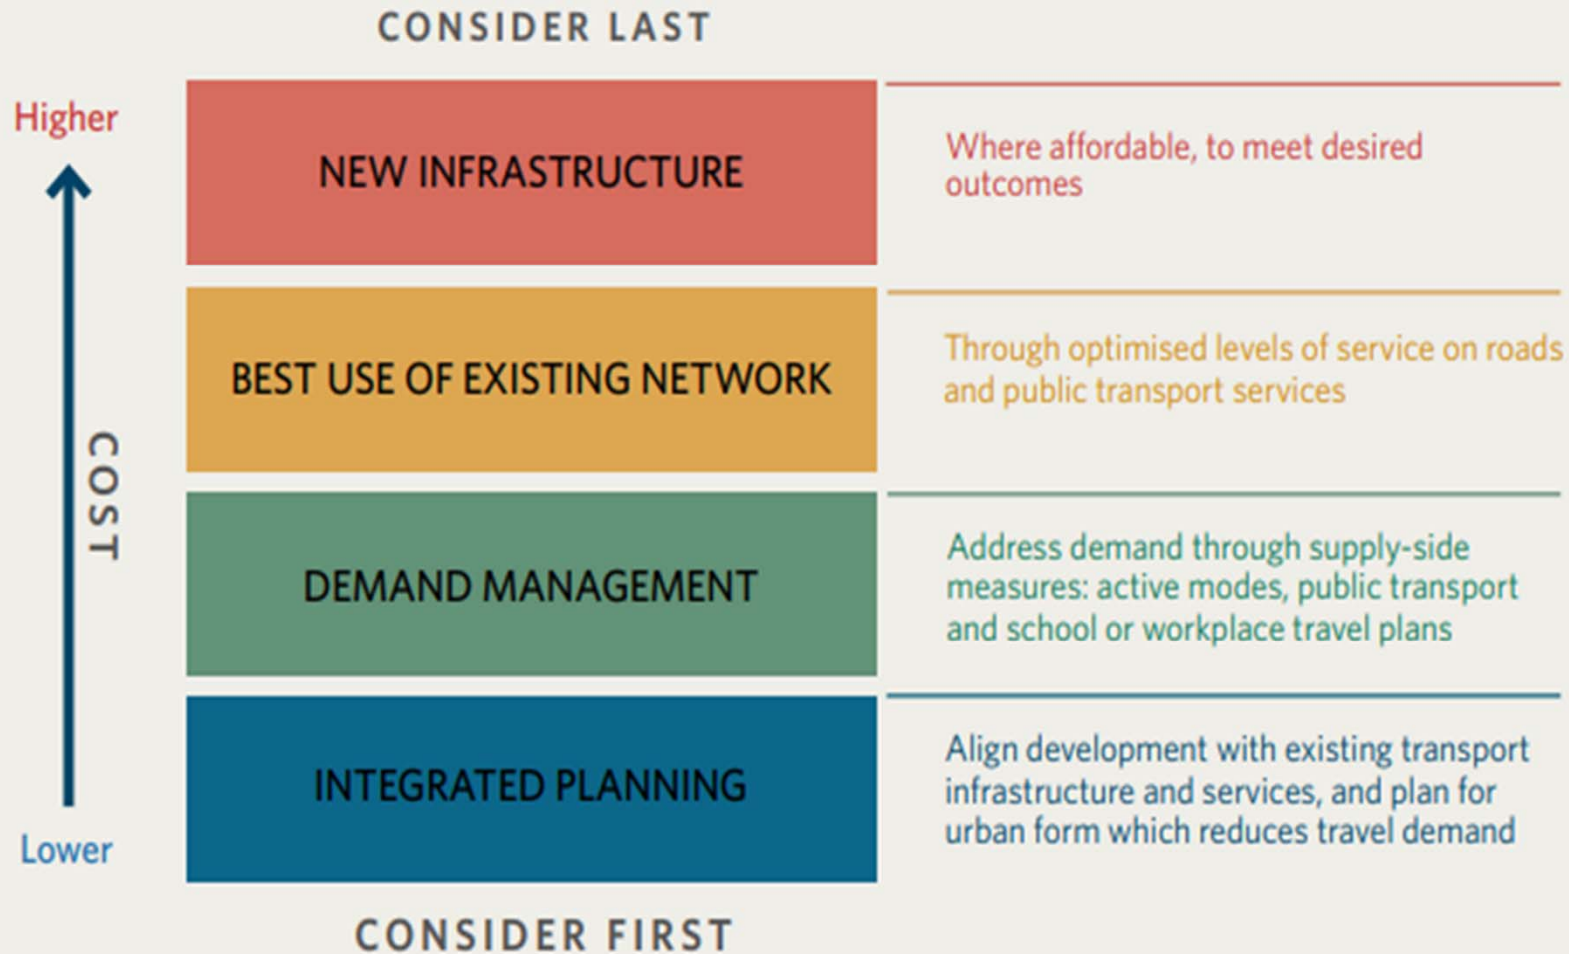 CONSIDER LAST
Higher
NEW INFRASTRUCTURE
Where affordable, to meet desired
outcomes
BEST USE OF EXISTING NETWORK
Through optimised levels of service on roads
and public transport services
COST
DEMAND MANAGEMENT
Address demand through supply-side
measures: active modes, public transport
and school or workplace travel plans
INTEGRATED PLANNING
Align development with existing transport
infrastructure and services, and plan for
urban form which reduces travel demand
Lower
CONSIDER FIRST